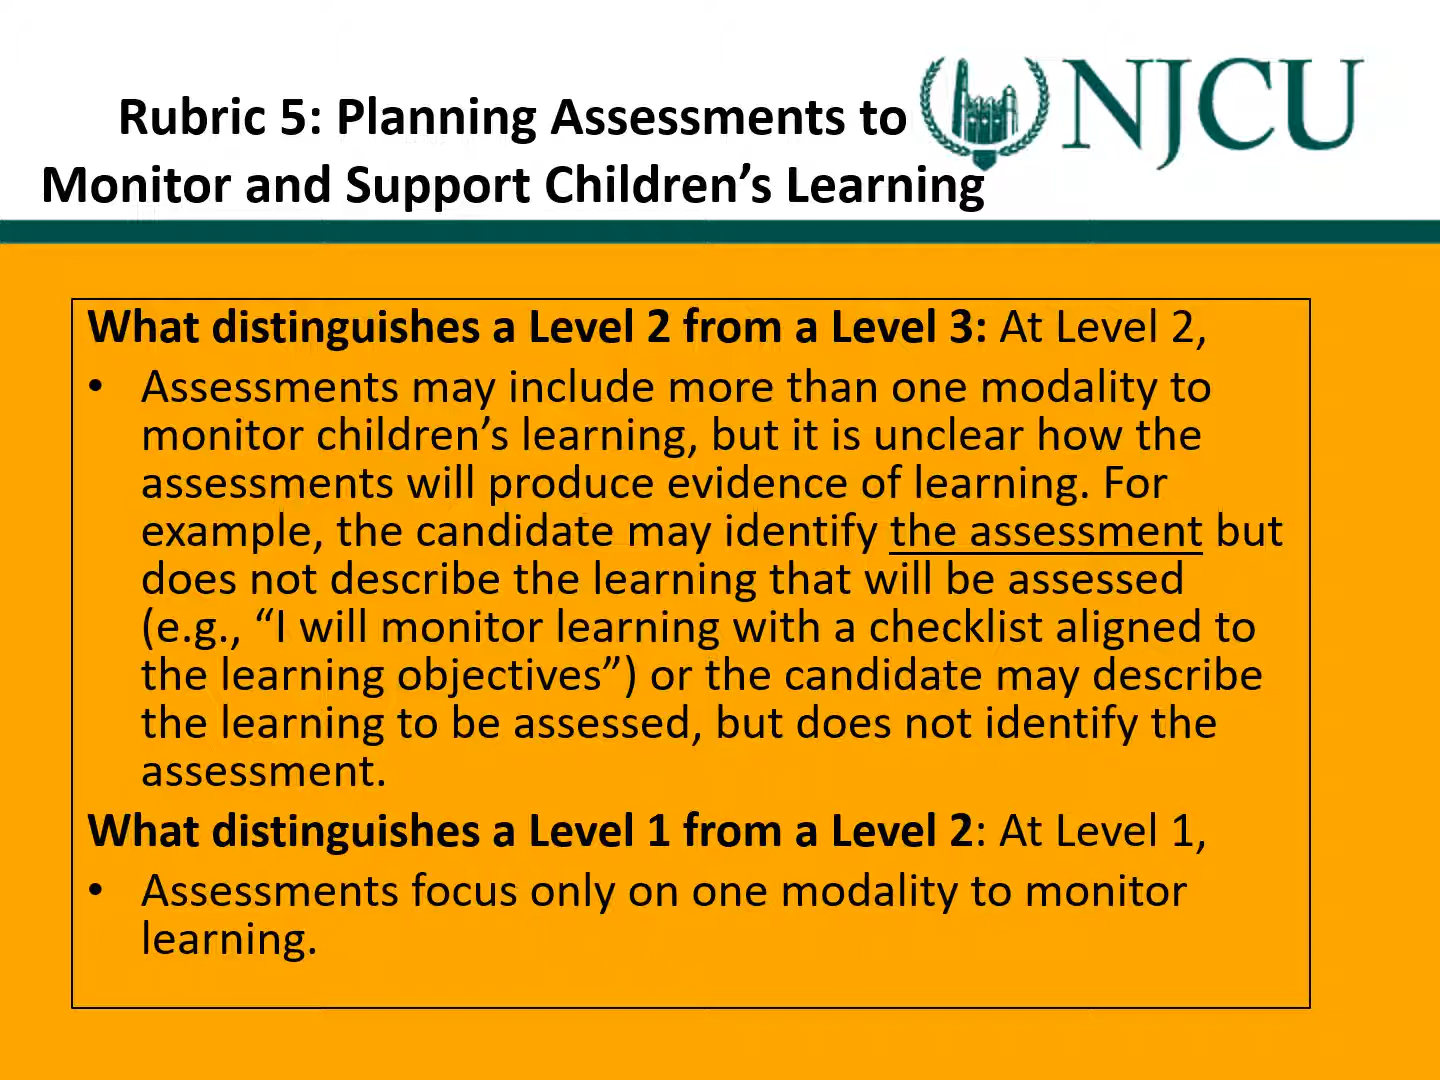 Rubric 5: Planning Assessments to
Monitor and Support Children’s Learning
NJCU
What distinguishes a Level 2 from a Level 3: At Level 2,
• Assessments may include more than one modality to
monitor children’s learning, but it is unclear how the
assessments will produce evidence of learning. For
example, the candidate may identify the assessment but
does not describe the learning that will be assessed
(e.g., “I will monitor learning with a checklist aligned to
the learning objectives”) or the candidate may describe
the learning to be assessed, but does not identify the
assessment.
What distinguishes a Level 1 from a Level 2: At Level 1,
• Assessments focus only on one modality to monitor
learning.